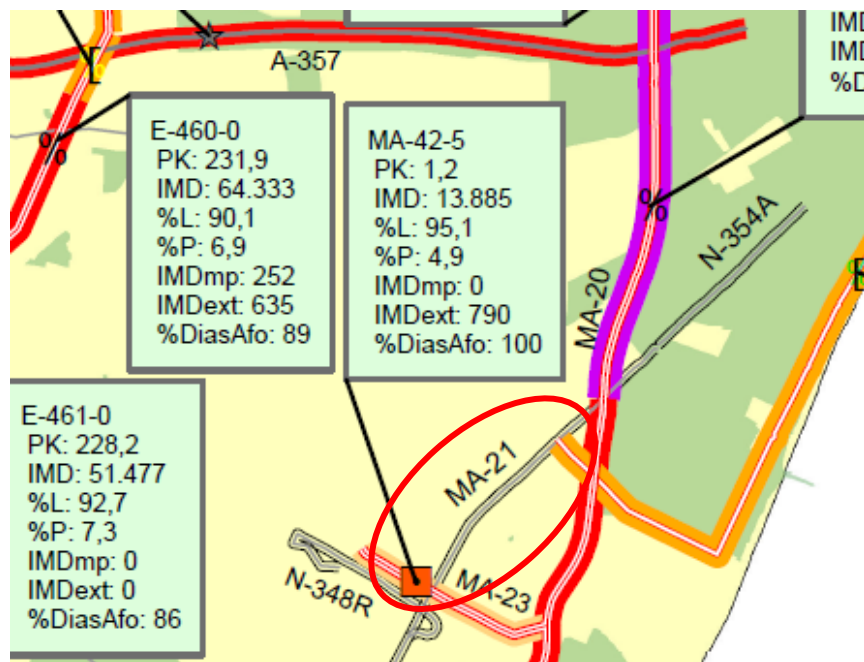 A-357
IMD
IMD
%D
E-460-0
PK: 231,9
IMD: 64.333
%L: 90,1
%P: 6,9
IMDmp: 252
IMDext: 635
%DiasAfo: 89
MA-42-5
PK: 1,2
IMD: 13.885
%L: 95,1
%P: 4,9
IMDmp: 0
IMDext: 790
%DiasAfo: 100
%
%
N-354A
MA-20
E-461-0
PK: 228,2
IMD: 51.477
%L: 92,7
%P: 7,3
IMDmp: 0
IMDext: 0
%DiasAfo: 86
MA-21
N-348R
MA-23